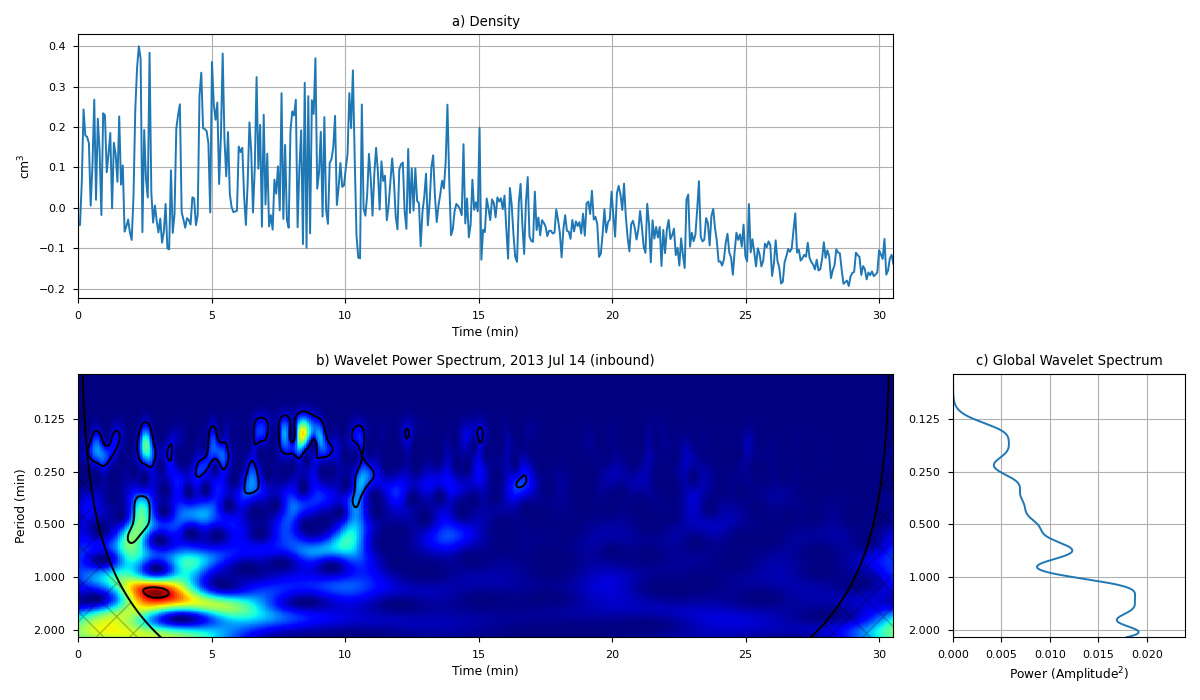 a) Density
0.4
0.3
0.2
0.1
0.0
−0.1
−0.2
cm³
0 5 10 15 20 25 30
Time (min)
b) Wavelet Power Spectrum, 2013 Jul 14 (inbound)
0.125
0.250
0.500
1.000
2.000
Period (min)
0 5 10 15 20 25 30
Time (min)
c) Global Wavelet Spectrum
0.125
0.250
0.500
1.000
2.000
0.000 0.005 0.010 0.015 0.020
Power (Amplitude²)